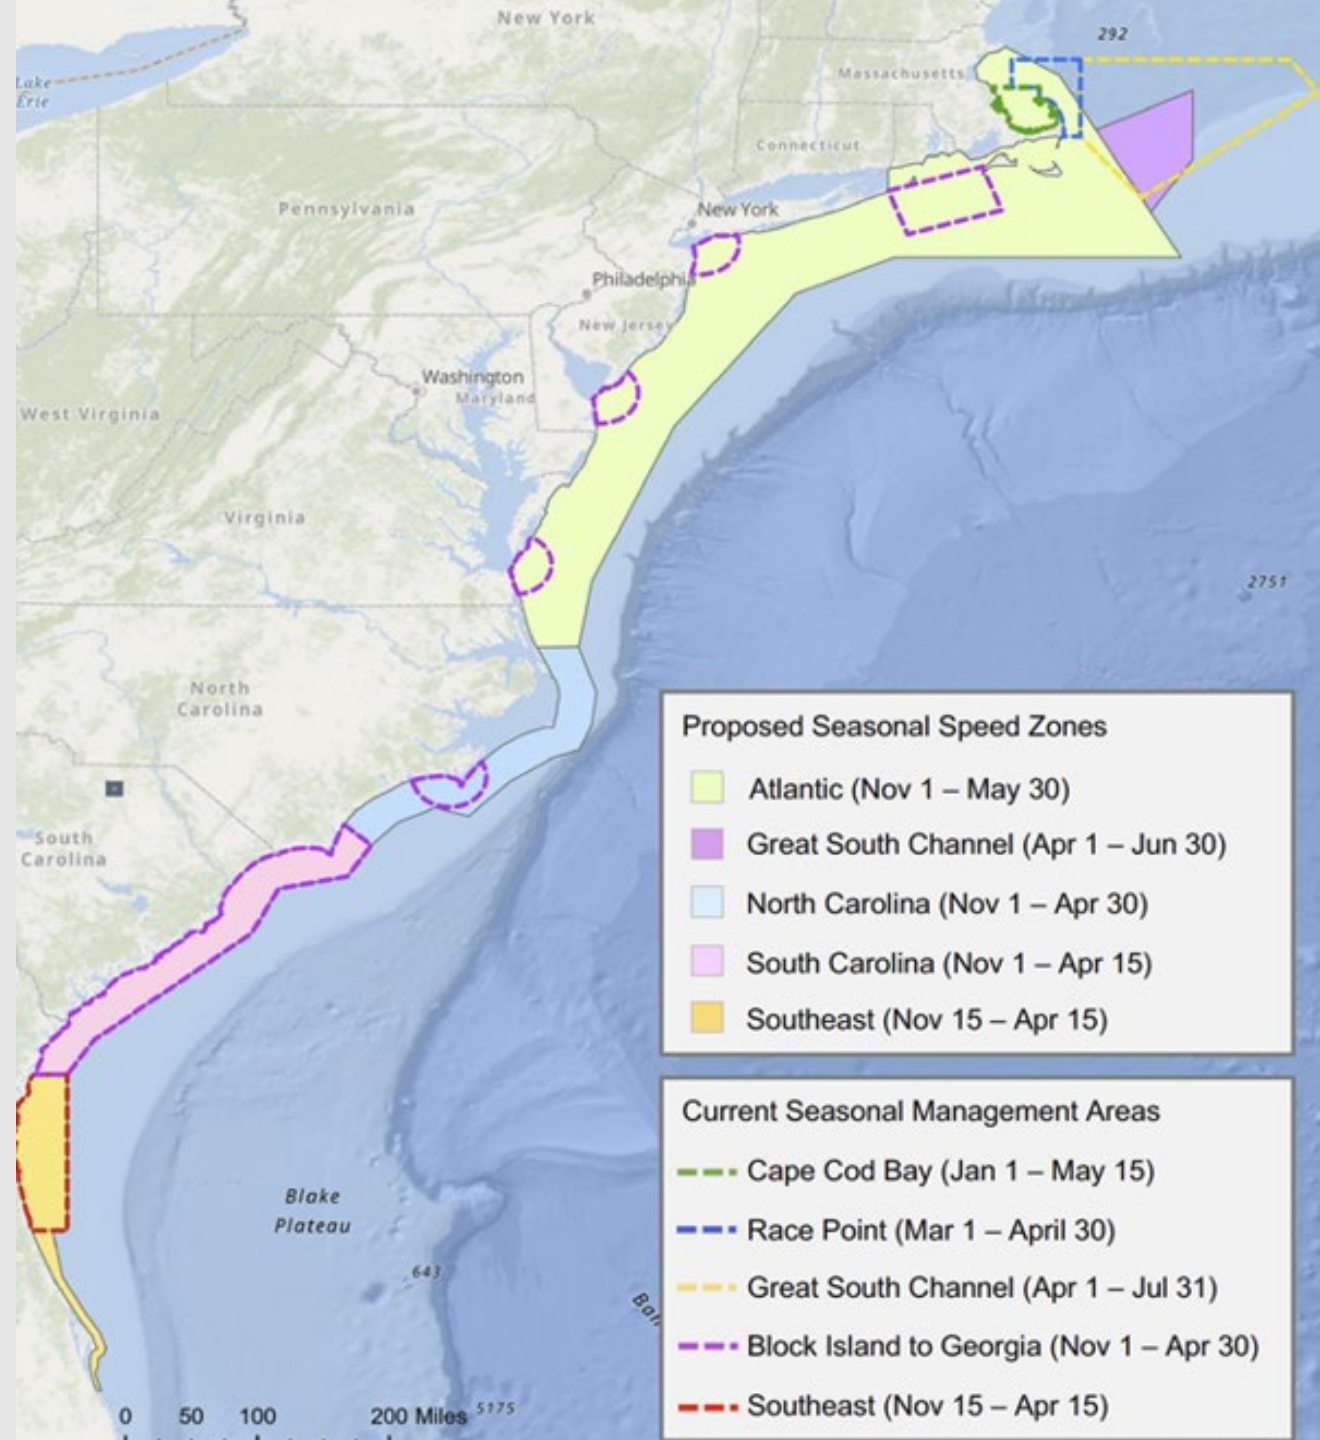 New York
292
Lake
Erie
Massachusetts
Connecticut
Pennsylvania
New York
Philadelphia
New Jersey
Washington
Maryland
West Virginia
Virginia
2751
North
Carolina
South
Carolina
Proposed Seasonal Speed Zones
Atlantic (Nov 1 – May 30)
Great South Channel (Apr 1 – Jun 30)
North Carolina (Nov 1 – Apr 30)
South Carolina (Nov 1 – Apr 15)
Southeast (Nov 15 – Apr 15)
Current Seasonal Management Areas
Cape Cod Bay (Jan 1 – May 15)
Race Point (Mar 1 – April 30)
Great South Channel (Apr 1 – Jul 31)
Block Island to Georgia (Nov 1 – Apr 30)
Southeast (Nov 15 – Apr 15)
Blake
Plateau
643
0 50 100 200 Miles
5175